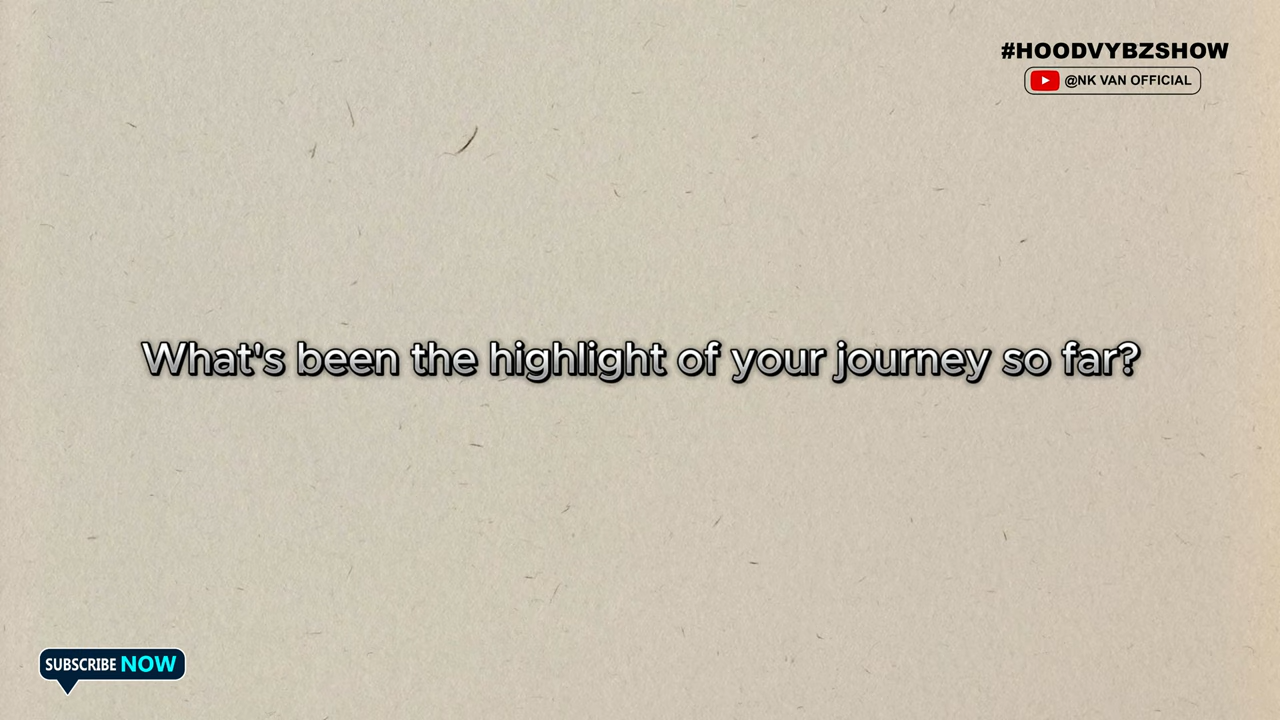 #HOODVYBZSHOW
@NK VAN OFFICIAL
What's been the highlight of your journey so far?
SUBSCRIBE NOW